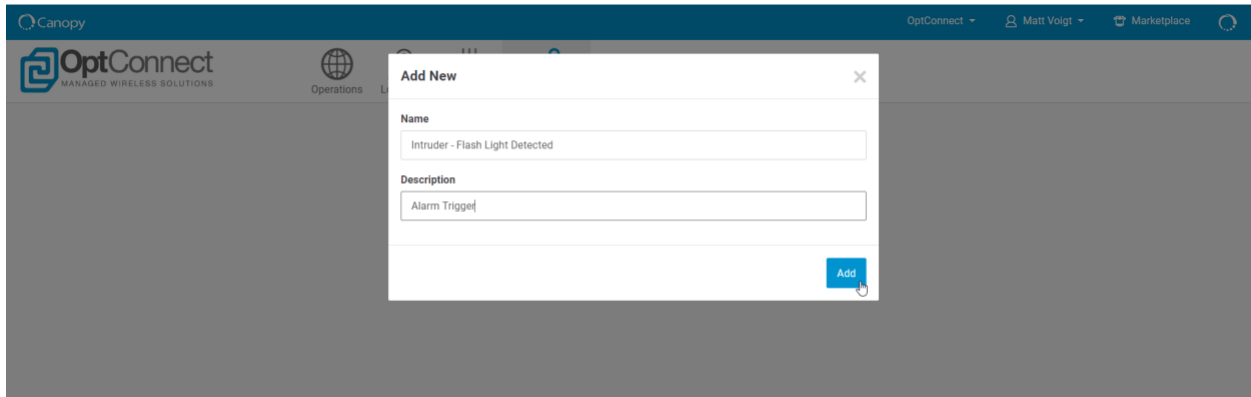 Canopy
OptConnect
Matt Voigt
Marketplace
OptConnect
MANAGED WIRELESS SOLUTIONS
Operations
Add New
Name
Intruder - Flash Light Detected
Description
Alarm Trigger
Add